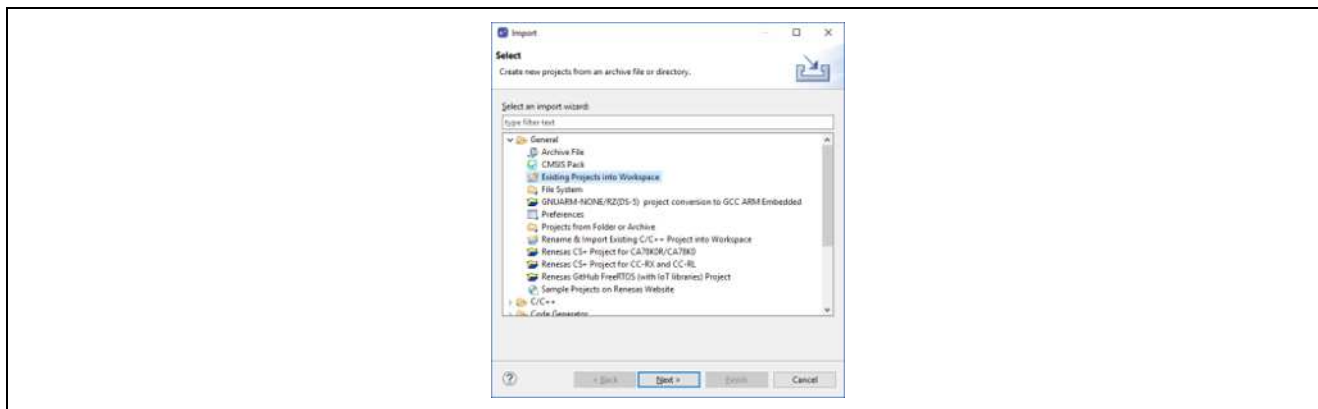 Import
Select
Create new projects from an archive file or directory.
Select an import wizard:
type filter text
General
Archive File
CMSIS Pack
Existing Projects into Workspace
File System
GNUARM-NONE/RZ(DS-5) project conversion to GCC ARM Embedded
Preferences
Projects from Folder or Archive
Rename & Import Existing C/C++ Project into Workspace
Renesas CS+ Project for CA78K0R/CA78K0
Renesas CS+ Project for CC-RX and CC-RL
Renesas GitHub FreeRTOS (with IoT libraries) Project
Sample Projects on Renesas Website
C/C++
Code Generator
?
< Back
Next >
Finish
Cancel